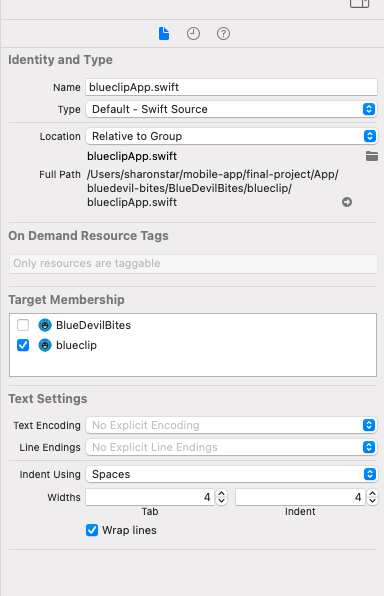 Identity and Type
Name blueclipApp.swift
Type Default - Swift Source
Location Relative to Group
blueclipApp.swift
Full Path /Users/sharonstar/mobile-app/final-project/App/
bluedevil-bites/BlueDevilBites/blueclip/
blueclipApp.swift
On Demand Resource Tags
Only resources are taggable
Target Membership
BlueDevilBites
blueclip
Text Settings
Text Encoding No Explicit Encoding
Line Endings No Explicit Line Endings
Indent Using Spaces
Widths 4 4
Tab Indent
Wrap lines